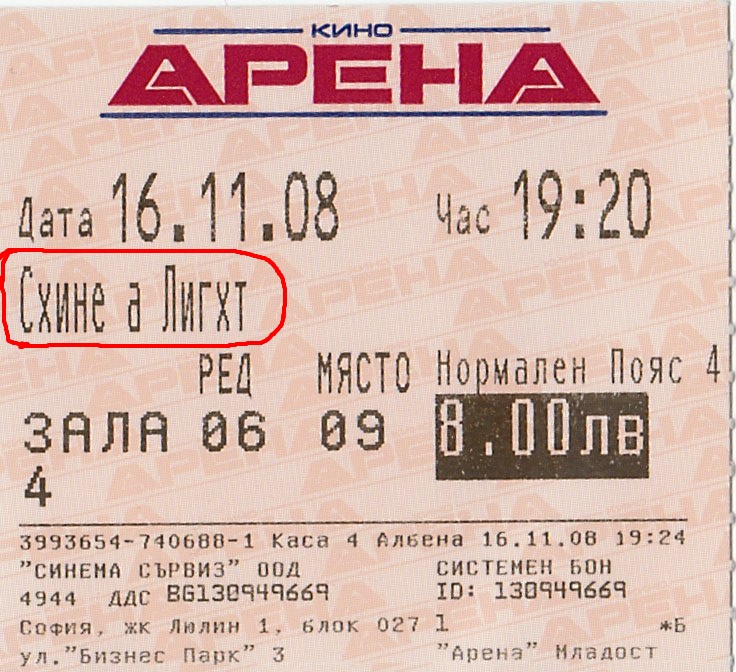 КИНО
АРЕНА
Дата 16.11.08 Час 19:20
Схине а Лигхт
РЕД МЯСТО Нормален Пояс 4
ЗАЛА 06 09 8.00лв
4
3993654-740688-1 Каса 4 Албена 16.11.08 19:24
"СИНЕМА СЪРВИЗ" ООД СИСТЕМЕН БОН
4944 ДДС BG130949669 ID: 130949669
София, жк Люлин 1, блок 027 1 *Б
ул."Бизнес Парк" 3 "Арена" Младост